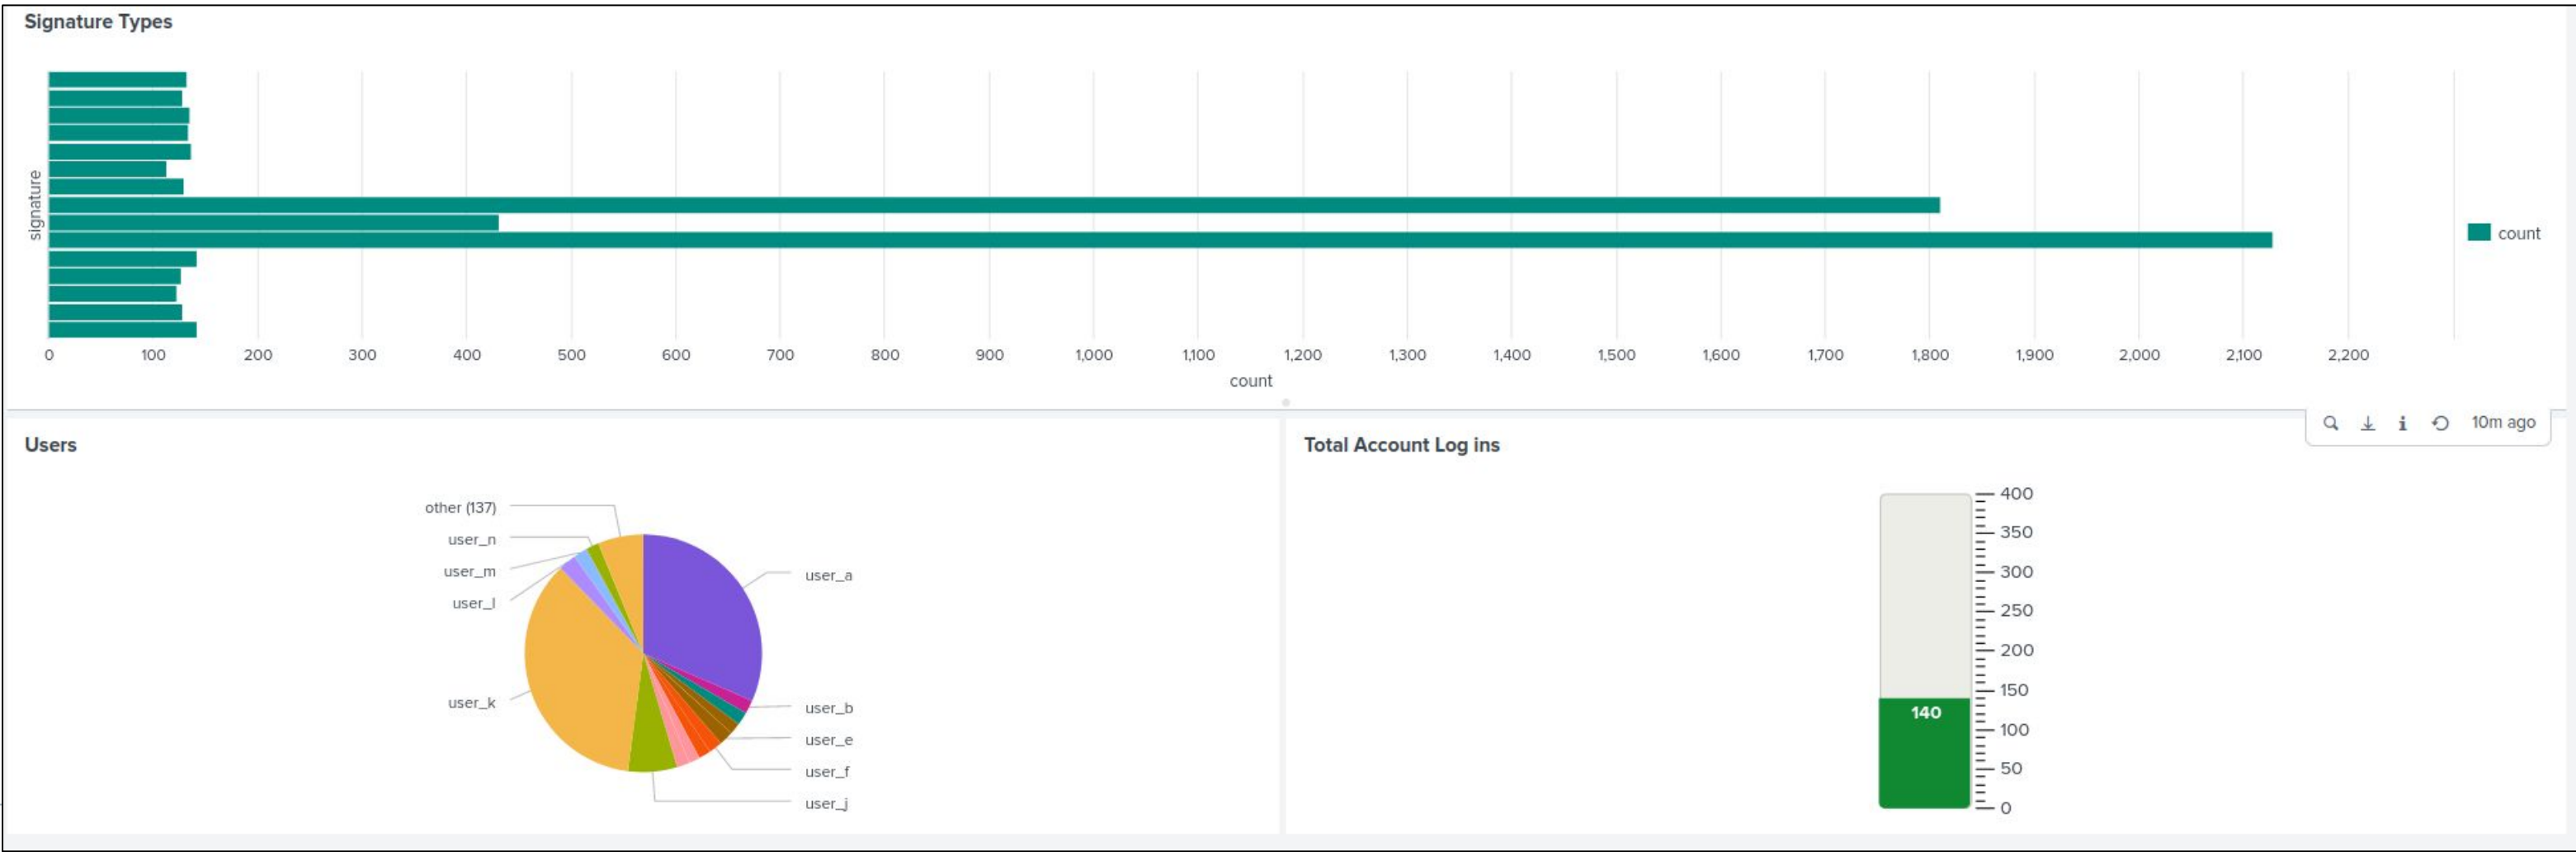 Signature Types
signature
0 100 200 300 400 500 600 700 800 900 1,000 1,100 1,200 1,300 1,400 1,500 1,600 1,700 1,800 1,900 2,000 2,100 2,200
count
count
10m ago
Users
other (137)
user_n
user_m
user_l
user_k
user_a
user_b
user_e
user_f
user_j
Total Account Log ins
400
350
300
250
200
150
100
50
0
140